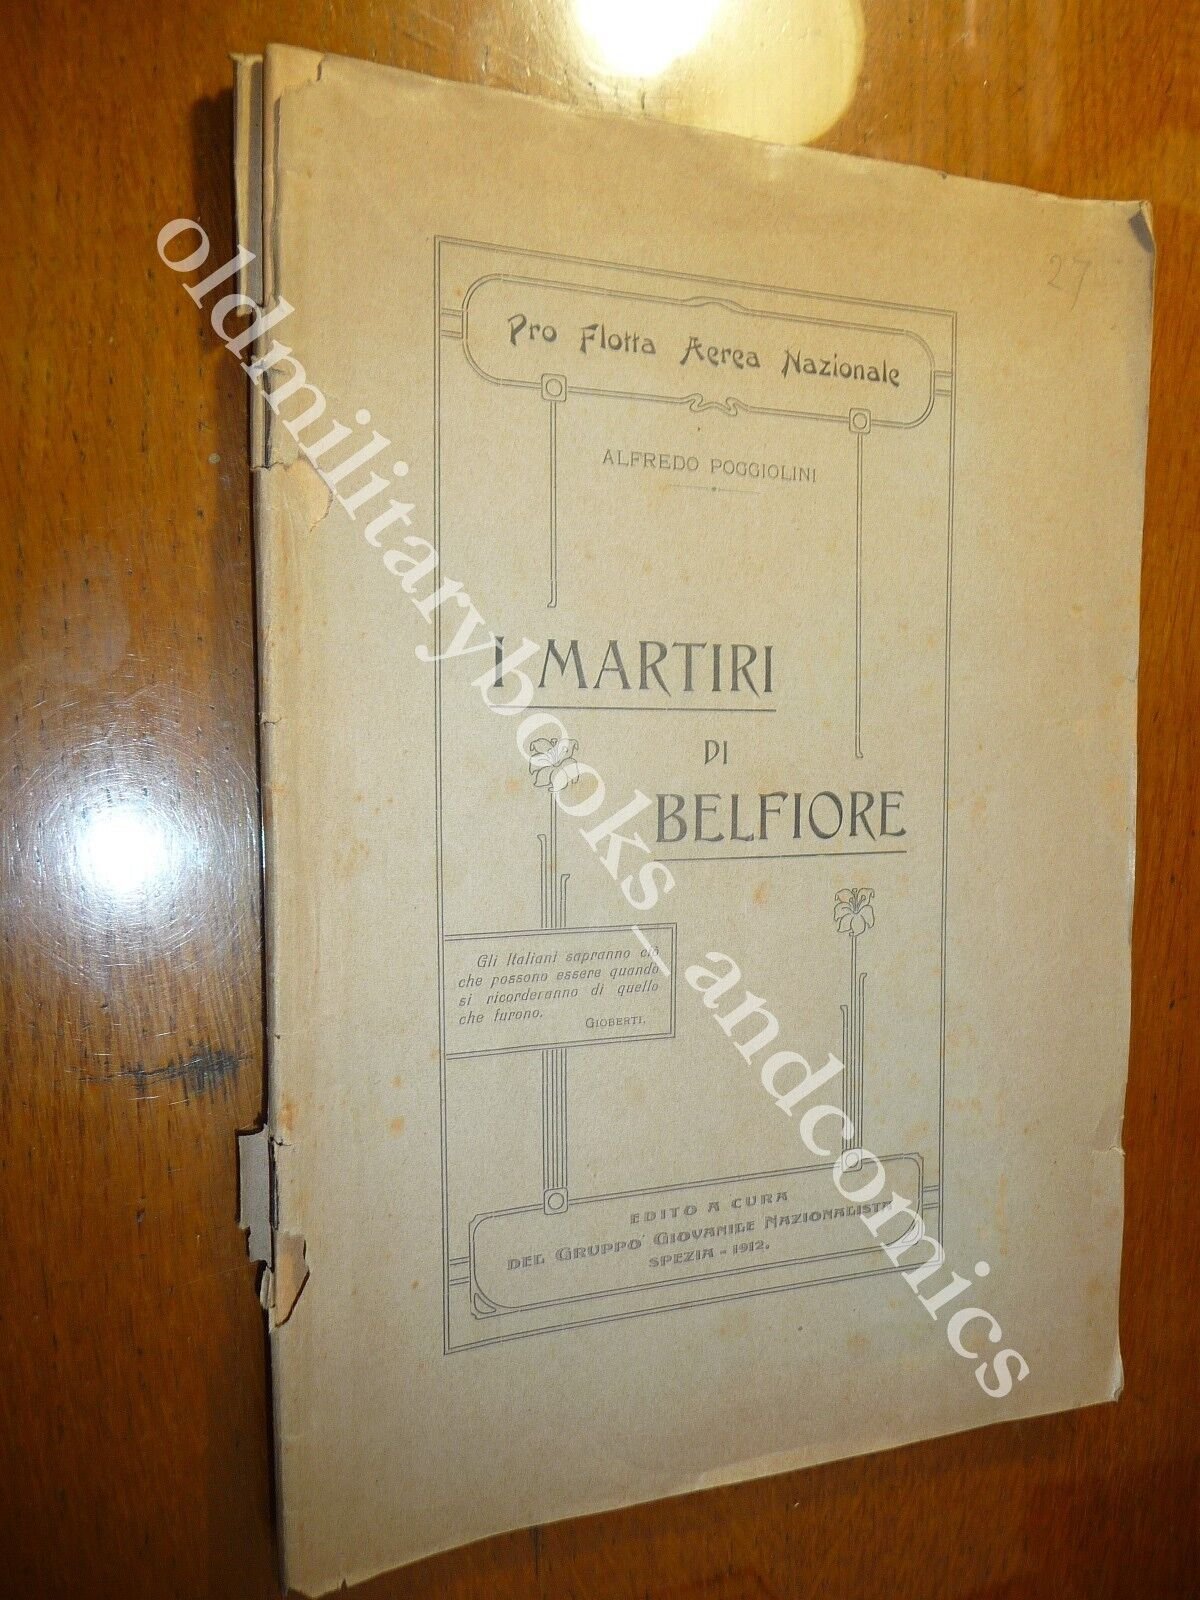 27
Pro Flotta Aerea Nazionale
ALFREDO POGGIOLINI
I MARTIRI
DI
BELFIORE
Gli Italiani sapranno ciò
che possono essere quando
si ricorderanno di quello
che furono.
GIOBERTI.
EDITO A CURA
DEL GRUPPO GIOVANILE NAZIONALISTA
SPEZIA - 1912.
oldmilitarybooks_andcomics